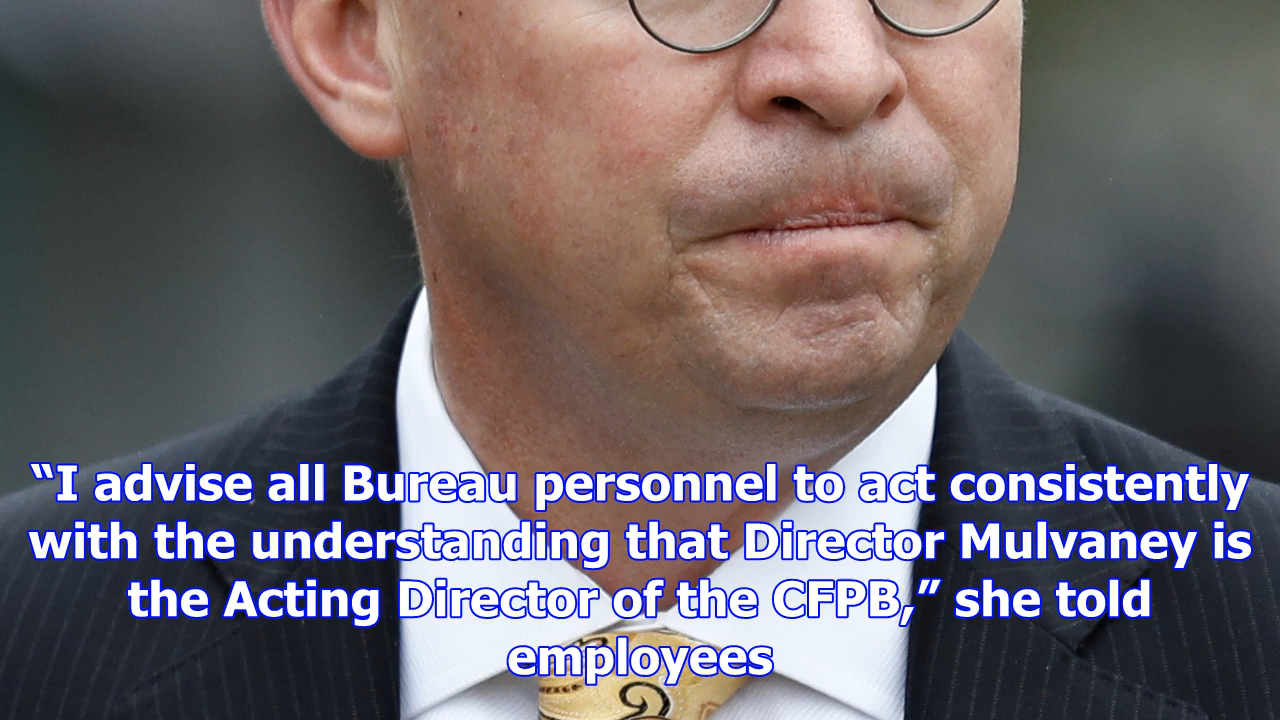 “I advise all Bureau personnel to act consistently
with the understanding that Director Mulvaney is
the Acting Director of the CFPB,” she told
employees